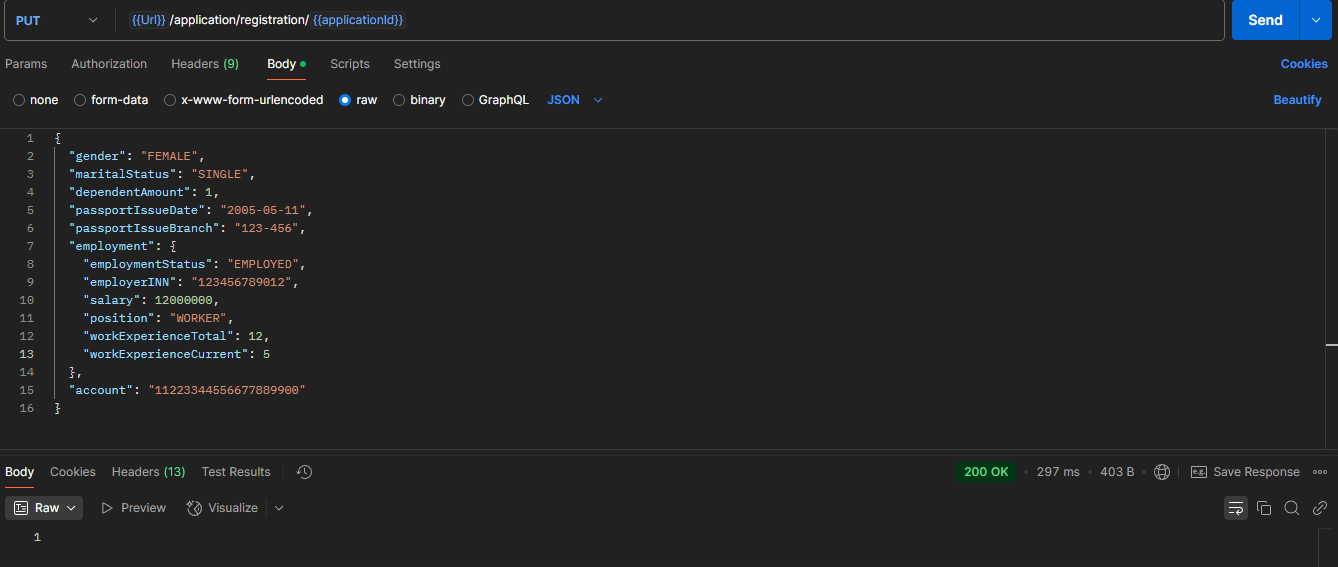 PUT {{Url}} /application/registration/ {{applicationId}} Send
Params Authorization Headers (9) Body Scripts Settings Cookies
none form-data x-www-form-urlencoded raw binary GraphQL JSON Beautify
1 {
2 "gender": "FEMALE",
3 "maritalStatus": "SINGLE",
4 "dependentAmount": 1,
5 "passportIssueDate": "2005-05-11",
6 "passportIssueBranch": "123-456",
7 "employment": {
8 "employmentStatus": "EMPLOYED",
9 "employerINN": "123456789012",
10 "salary": 12000000,
11 "position": "WORKER",
12 "workExperienceTotal": 12,
13 "workExperienceCurrent": 5
14 },
15 "account": "11223344556677889900"
16 }
Body Cookies Headers (13) Test Results 200 OK 297 ms 403 B e.g. Save Response
Raw Preview Visualize
1